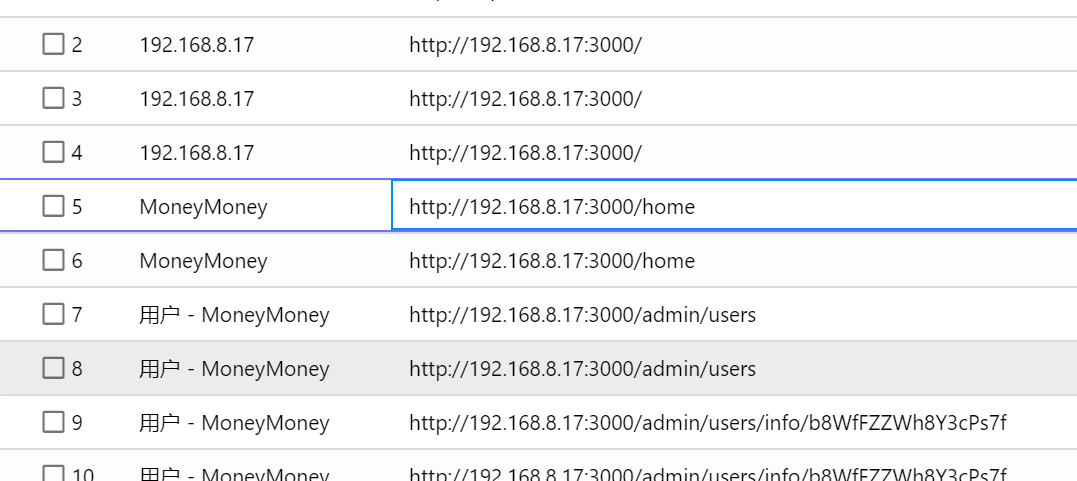 2 192.168.8.17 http://192.168.8.17:3000/
3 192.168.8.17 http://192.168.8.17:3000/
4 192.168.8.17 http://192.168.8.17:3000/
5 MoneyMoney http://192.168.8.17:3000/home
6 MoneyMoney http://192.168.8.17:3000/home
7 用户 - MoneyMoney http://192.168.8.17:3000/admin/users
8 用户 - MoneyMoney http://192.168.8.17:3000/admin/users
9 用户 - MoneyMoney http://192.168.8.17:3000/admin/users/info/b8WfFZZWh8Y3cPs7f
10 用户 - MoneyMoney http://192.168.8.17:3000/admin/users/info/b8WfFZZWh8Y3cPs7f